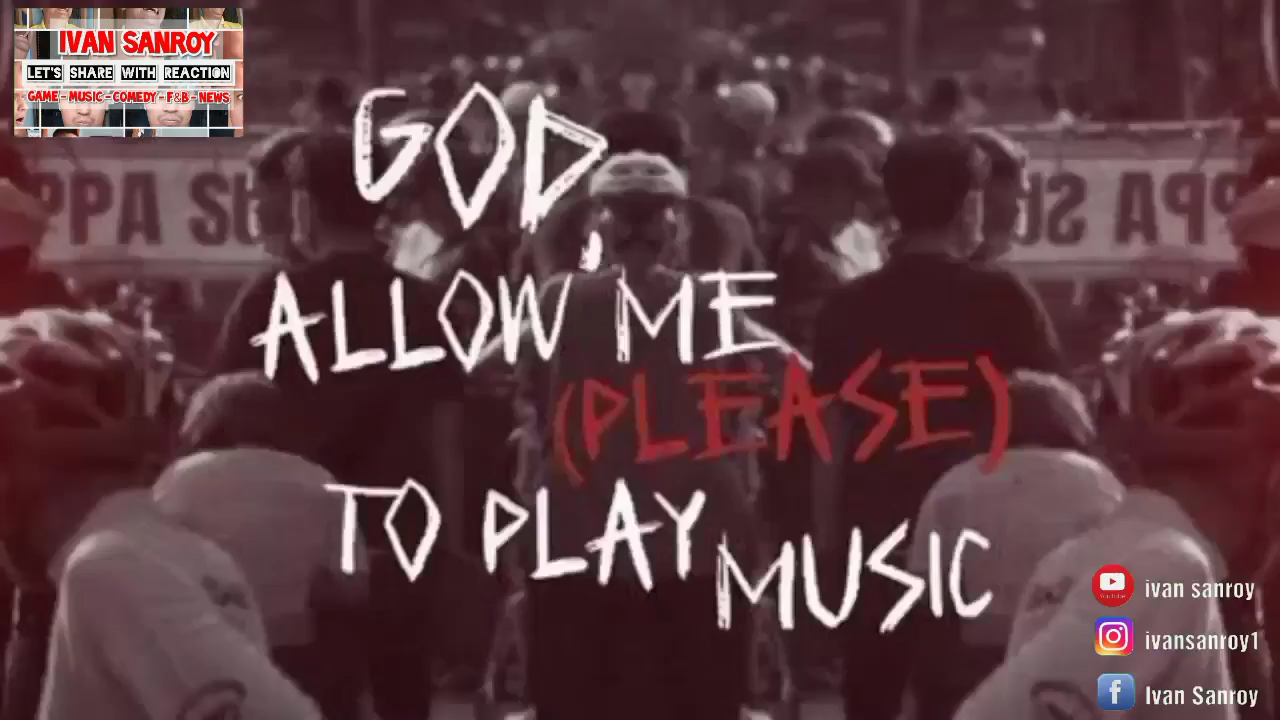 IVAN SANROY
LET'S SHARE WITH REACTION
GAME - MUSIC - COMEDY - F&B - NEWS
GOD,
ALLOW ME
(PLEASE)
TO PLAY
MUSIC
YouTube
ivan sanroy
ivansanroy1
Ivan Sanroy